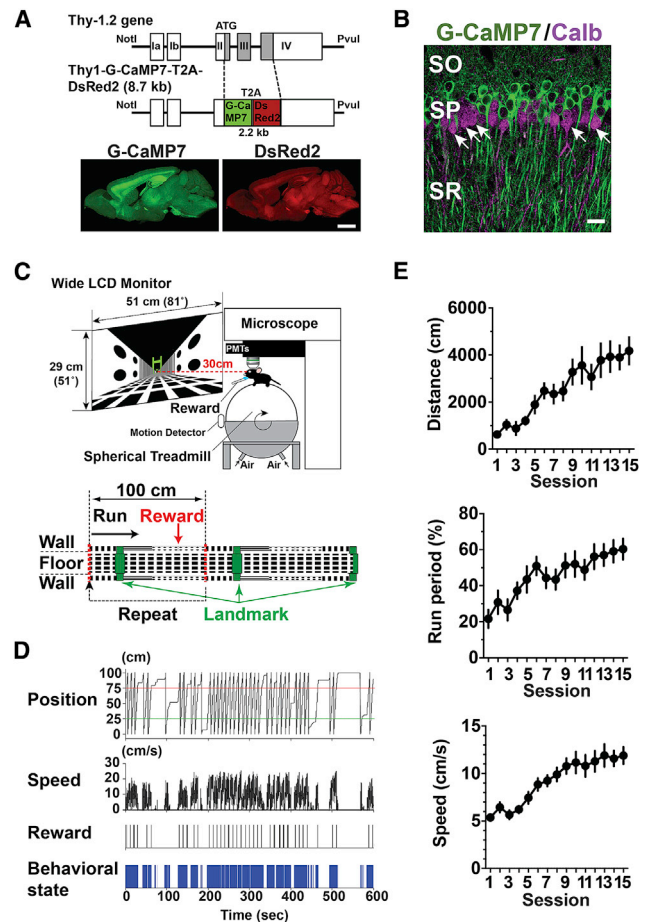 A
Thy-1.2 gene
ATG
NotI Ia Ib II III IV PvuI
Thy1-G-CaMP7-T2A-
DsRed2 (8.7 kb)
T2A
NotI G-Ca Ds PvuI
MP7 Red2
2.2 kb
G-CaMP7 DsRed2
B
G-CaMP7/Calb
SO
SP
SR
C
Wide LCD Monitor
51 cm (81°)
29 cm
(51°)
Microscope
PMTs
30cm
Reward
Motion Detector
Spherical Treadmill
Air Air
100 cm
Run Reward
Wall
Floor
Wall
Repeat Landmark
D
(cm)
Position
100
75
50
25
0
(cm/s)
Speed
30
20
10
0
Reward
Behavioral
state
0 100 200 300 400 500 600
Time (sec)
E
Distance (cm)
6000
4000
2000
0
1 3 5 7 9 11 13 15
Session
Run period (%)
80
60
40
20
0
1 3 5 7 9 11 13 15
Session
Speed (cm/s)
15
10
5
0
1 3 5 7 9 11 13 15
Session